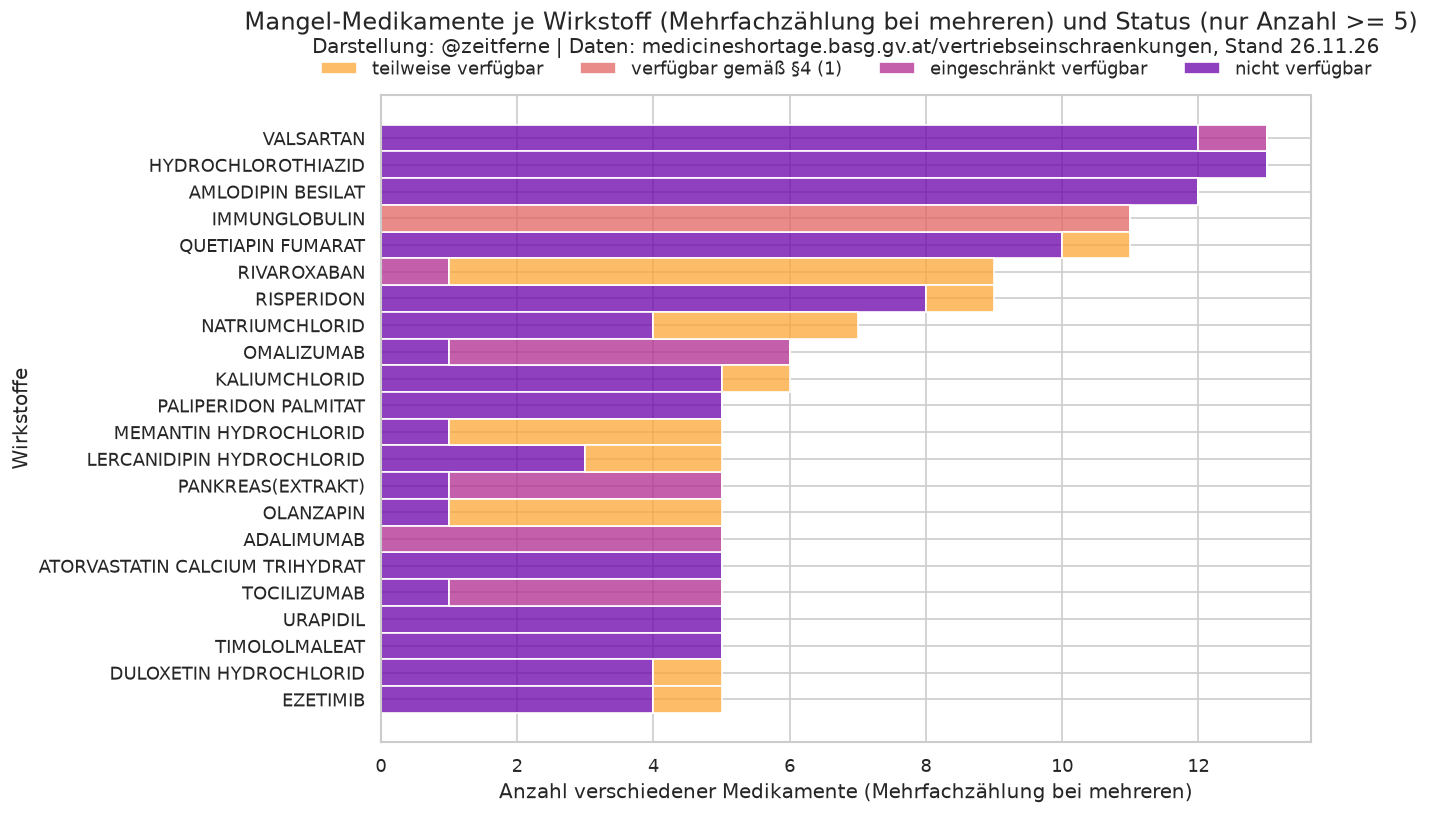 Mangel-Medikamente je Wirkstoff (Mehrfachzählung bei mehreren) und Status (nur Anzahl >= 5)
Darstellung: @zeitferne | Daten: medicineshortage.basg.gv.at/vertriebseinschraenkungen, Stand 26.11.26
teilweise verfügbar verfügbar gemäß §4 (1) eingeschränkt verfügbar nicht verfügbar
Wirkstoffe
VALSARTAN
HYDROCHLOROTHIAZID
AMLODIPIN BESILAT
IMMUNGLOBULIN
QUETIAPIN FUMARAT
RIVAROXABAN
RISPERIDON
NATRIUMCHLORID
OMALIZUMAB
KALIUMCHLORID
PALIPERIDON PALMITAT
MEMANTIN HYDROCHLORID
LERCANIDIPIN HYDROCHLORID
PANKREAS(EXTRAKT)
OLANZAPIN
ADALIMUMAB
ATORVASTATIN CALCIUM TRIHYDRAT
TOCILIZUMAB
URAPIDIL
TIMOLOLMALEAT
DULOXETIN HYDROCHLORID
EZETIMIB
0 2 4 6 8 10 12
Anzahl verschiedener Medikamente (Mehrfachzählung bei mehreren)